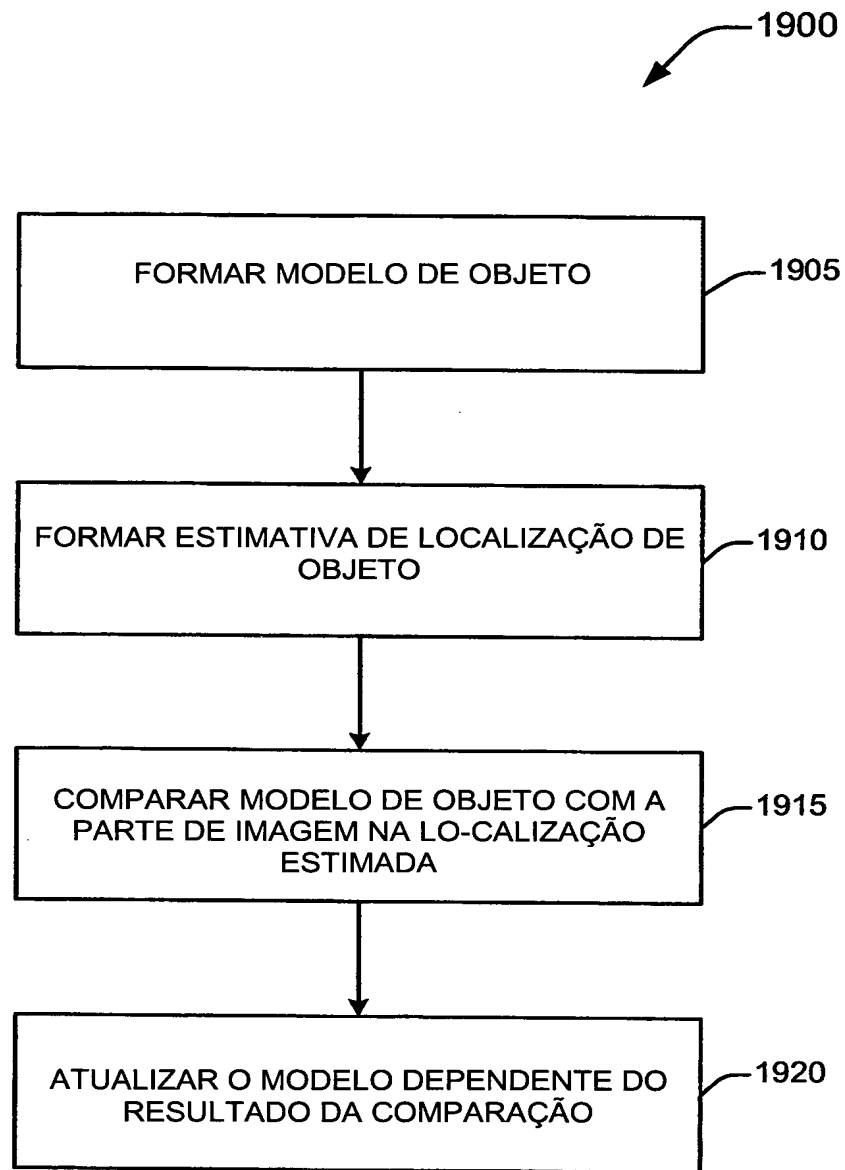 1900
FORMAR MODELO DE OBJETO
1905
FORMAR ESTIMATIVA DE LOCALIZAÇÃO DE
OBJETO
1910
COMPARAR MODELO DE OBJETO COM A
PARTE DE IMAGEM NA LO-CALIZAÇÃO
ESTIMADA
1915
ATUALIZAR O MODELO DEPENDENTE DO
RESULTADO DA COMPARAÇÃO
1920